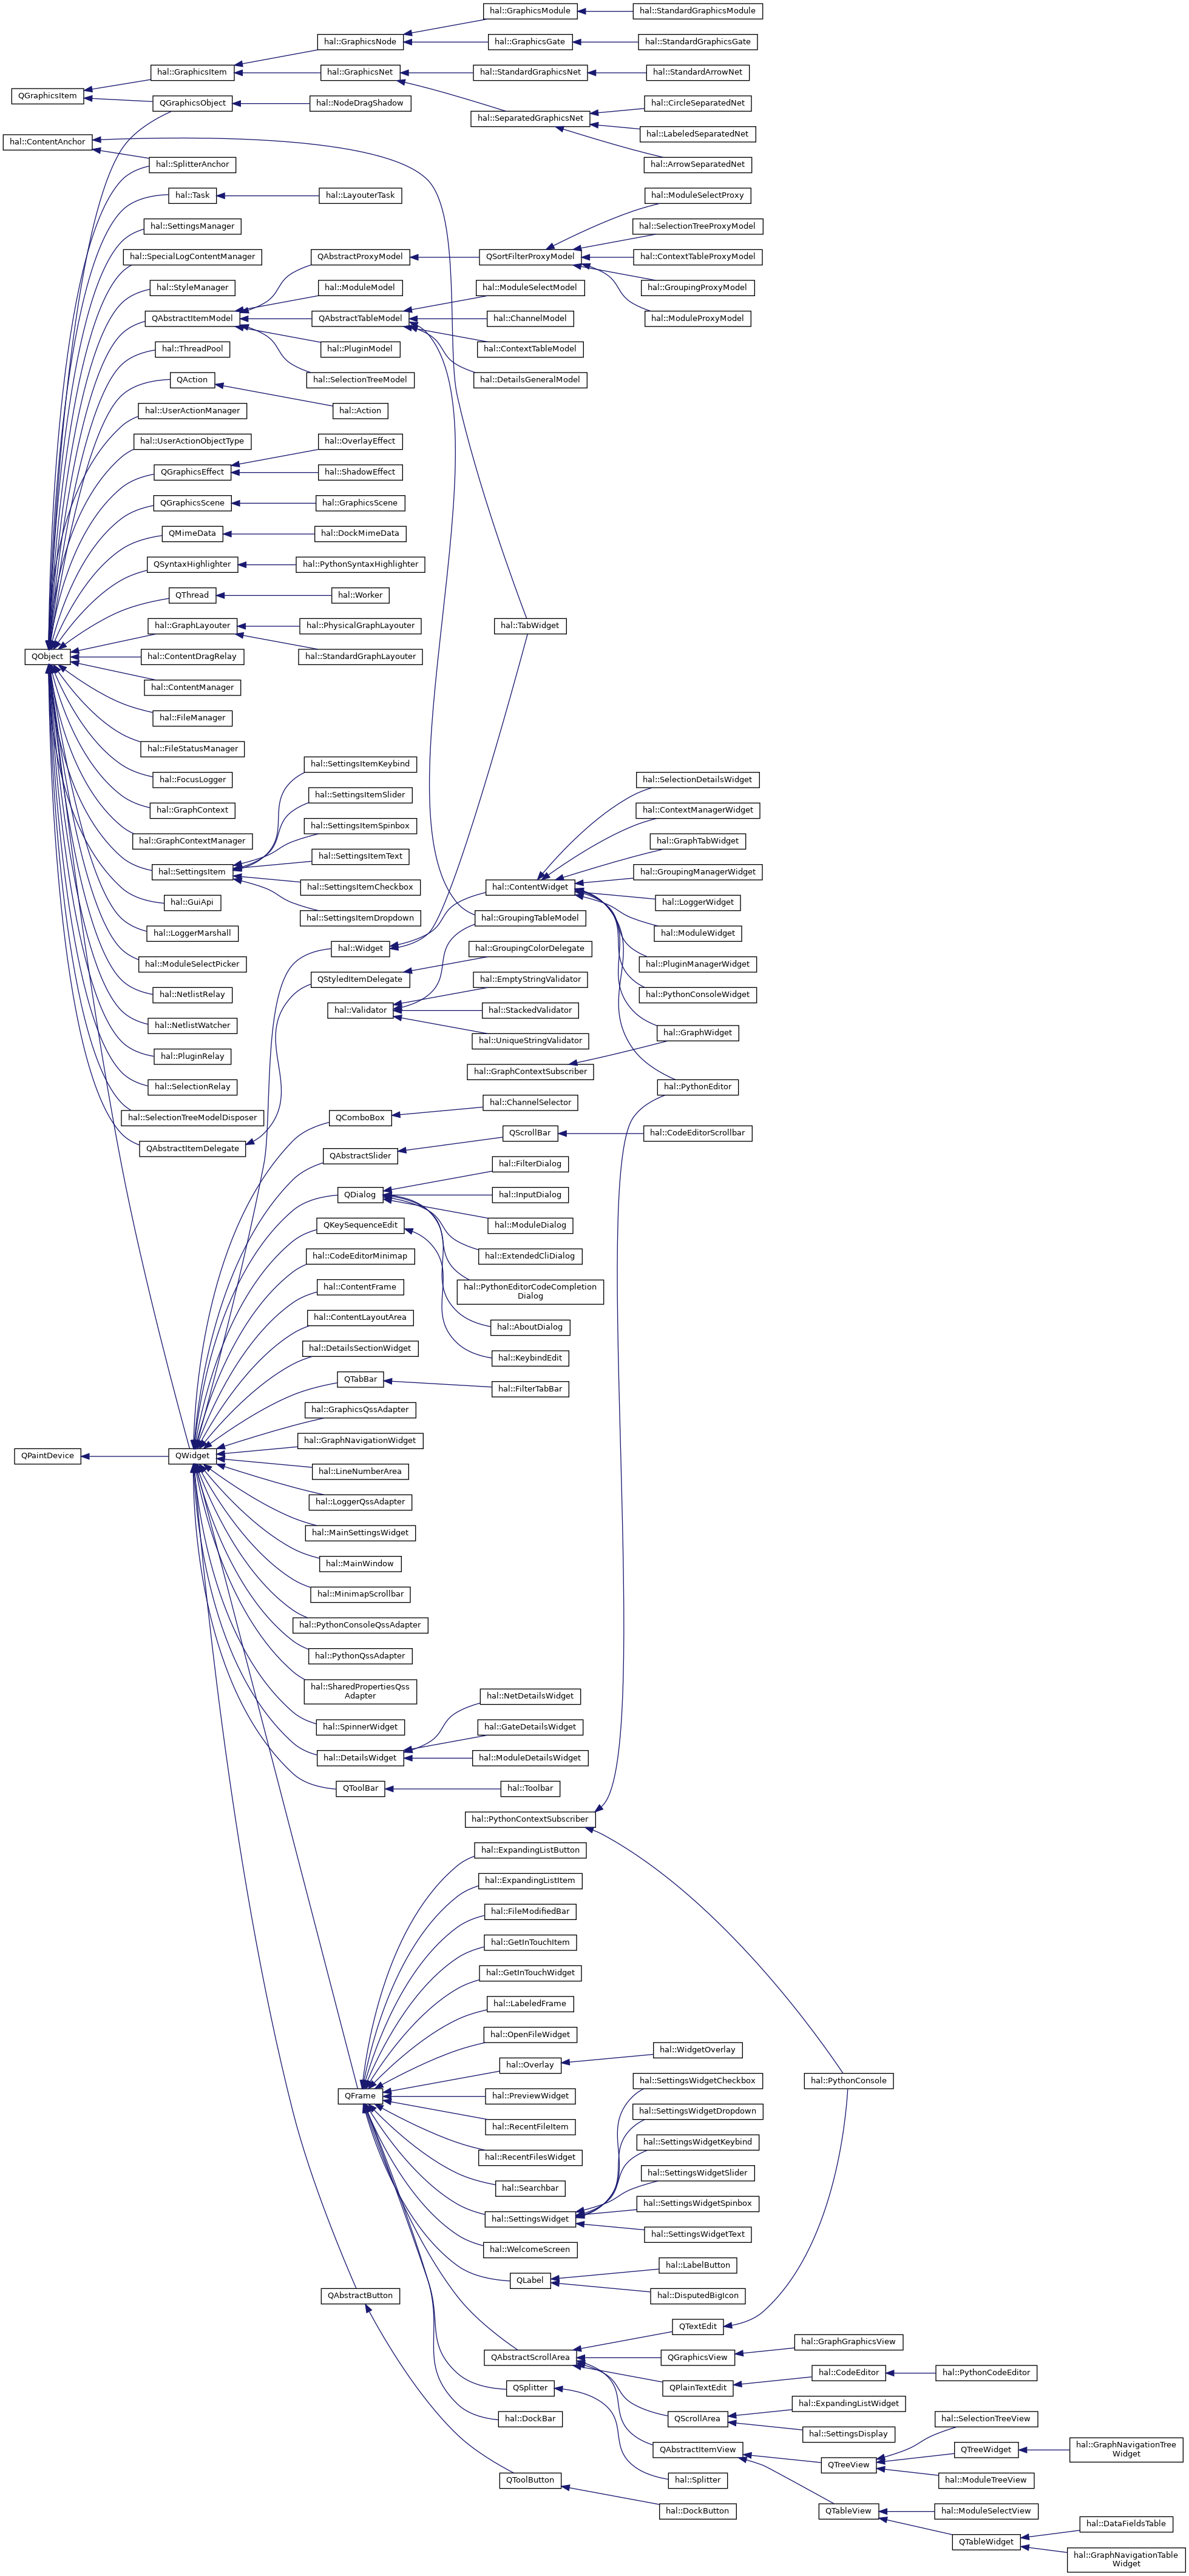 hal::GraphicsModule
hal::StandardGraphicsModule
hal::GraphicsNode
hal::GraphicsGate
hal::StandardGraphicsGate
hal::GraphicsItem
hal::GraphicsNet
hal::StandardGraphicsNet
hal::StandardArrowNet
QGraphicsItem
QGraphicsObject
hal::NodeDragShadow
hal::CircleSeparatedNet
hal::SeparatedGraphicsNet
hal::LabeledSeparatedNet
hal::ContentAnchor
hal::SplitterAnchor
hal::ArrowSeparatedNet
hal::Task
hal::LayouterTask
hal::ModuleSelectProxy
hal::SettingsManager
hal::SelectionTreeProxyModel
hal::SpecialLogContentManager
QAbstractProxyModel
QSortFilterProxyModel
hal::ContextTableProxyModel
hal::StyleManager
hal::ModuleModel
hal::ModuleSelectModel
hal::GroupingProxyModel
QAbstractItemModel
QAbstractTableModel
hal::ChannelModel
hal::ModuleProxyModel
hal::ThreadPool
hal::PluginModel
hal::ContextTableModel
QAction
hal::SelectionTreeModel
hal::DetailsGeneralModel
hal::UserActionManager
hal::Action
hal::UserActionObjectType
hal::OverlayEffect
QGraphicsEffect
hal::ShadowEffect
QGraphicsScene
hal::GraphicsScene
QMimeData
hal::DockMimeData
QSyntaxHighlighter
hal::PythonSyntaxHighlighter
QThread
hal::Worker
hal::GraphLayouter
hal::PhysicalGraphLayouter
hal::TabWidget
QObject
hal::ContentDragRelay
hal::StandardGraphLayouter
hal::ContentManager
hal::FileManager
hal::FileStatusManager
hal::SettingsItemKeybind
hal::FocusLogger
hal::SelectionDetailsWidget
hal::SettingsItemSlider
hal::GraphContext
hal::ContextManagerWidget
hal::SettingsItemSpinbox
hal::GraphContextManager
hal::GraphTabWidget
hal::SettingsItemText
hal::SettingsItem
hal::GroupingManagerWidget
hal::SettingsItemCheckbox
hal::ContentWidget
hal::GuiApi
hal::LoggerWidget
hal::SettingsItemDropdown
hal::GroupingTableModel
hal::LoggerMarshall
hal::ModuleWidget
hal::Widget
hal::GroupingColorDelegate
hal::ModuleSelectPicker
hal::PluginManagerWidget
QStyledItemDelegate
hal::EmptyStringValidator
hal::NetlistRelay
hal::PythonConsoleWidget
hal::Validator
hal::StackedValidator
hal::NetlistWatcher
hal::GraphWidget
hal::UniqueStringValidator
hal::PluginRelay
hal::GraphContextSubscriber
hal::SelectionRelay
hal::PythonEditor
hal::ChannelSelector
hal::SelectionTreeModelDisposer
QComboBox
QScrollBar
hal::CodeEditorScrollbar
QAbstractItemDelegate
QAbstractSlider
hal::FilterDialog
QDialog
hal::InputDialog
QKeySequenceEdit
hal::ModuleDialog
hal::CodeEditorMinimap
hal::ExtendedCliDialog
hal::ContentFrame
hal::PythonEditorCodeCompletion
Dialog
hal::ContentLayoutArea
hal::AboutDialog
hal::DetailsSectionWidget
hal::KeybindEdit
QTabBar
hal::FilterTabBar
hal::GraphicsQssAdapter
hal::GraphNavigationWidget
QPaintDevice
QWidget
hal::LineNumberArea
hal::LoggerQssAdapter
hal::MainSettingsWidget
hal::MainWindow
hal::MinimapScrollbar
hal::PythonConsoleQssAdapter
hal::PythonQssAdapter
hal::SharedPropertiesQss
Adapter
hal::NetDetailsWidget
hal::SpinnerWidget
hal::GateDetailsWidget
hal::DetailsWidget
hal::ModuleDetailsWidget
QToolBar
hal::Toolbar
hal::PythonContextSubscriber
hal::ExpandingListButton
hal::ExpandingListItem
hal::FileModifiedBar
hal::GetInTouchItem
hal::GetInTouchWidget
hal::LabeledFrame
hal::OpenFileWidget
hal::WidgetOverlay
hal::Overlay
hal::SettingsWidgetCheckbox
hal::PythonConsole
QFrame
hal::PreviewWidget
hal::SettingsWidgetDropdown
hal::RecentFileItem
hal::SettingsWidgetKeybind
hal::RecentFilesWidget
hal::SettingsWidgetSlider
hal::Searchbar
hal::SettingsWidgetSpinbox
hal::SettingsWidget
hal::SettingsWidgetText
hal::WelcomeScreen
hal::LabelButton
QLabel
QAbstractButton
hal::DisputedBigIcon
QTextEdit
hal::GraphGraphicsView
QAbstractScrollArea
QGraphicsView
hal::CodeEditor
hal::PythonCodeEditor
QSplitter
QPlainTextEdit
hal::ExpandingListWidget
hal::DockBar
QScrollArea
hal::SelectionTreeView
hal::SettingsDisplay
QAbstractItemView
QTreeWidget
hal::GraphNavigationTree
Widget
QTreeView
QToolButton
hal::Splitter
hal::ModuleTreeView
hal::DockButton
QTableView
hal::ModuleSelectView
hal::DataFieldsTable
QTableWidget
hal::GraphNavigationTable
Widget